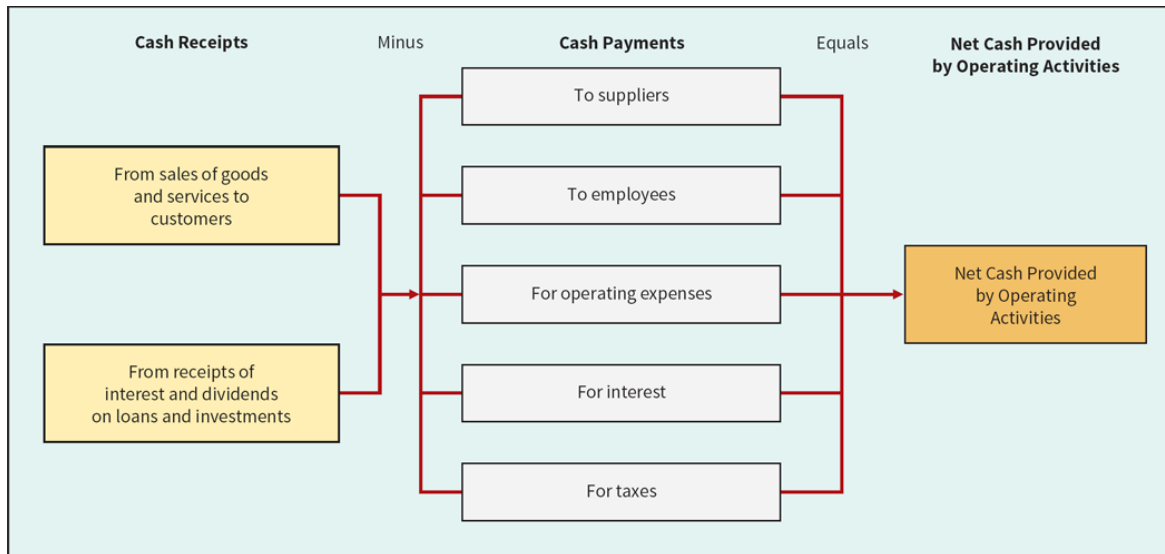 Cash Receipts
Minus
Cash Payments
Equals
Net Cash Provided
by Operating Activities
From sales of goods
and services to
customers
From receipts of
interest and dividends
on loans and investments
To suppliers
To employees
For operating expenses
For interest
For taxes
Net Cash Provided
by Operating
Activities